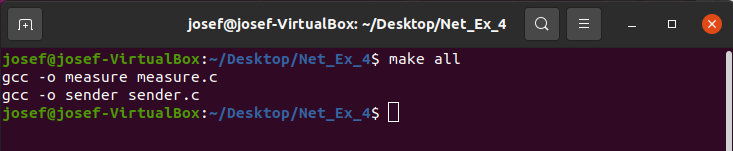 josef@josef-VirtualBox: ~/Desktop/Net_Ex_4
josef@josef-VirtualBox:~/Desktop/Net_Ex_4$ make all
gcc -o measure measure.c
gcc -o sender sender.c
josef@josef-VirtualBox:~/Desktop/Net_Ex_4$